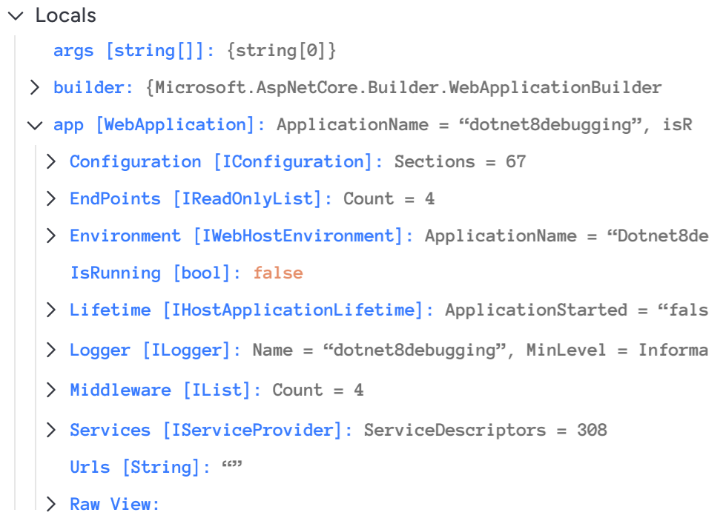 Locals
args [string[]]: {string[0]}
builder: {Microsoft.AspNetCore.Builder.WebApplicationBuilder
app [WebApplication]: ApplicationName = “dotnet8debugging”, isR
Configuration [IConfiguration]: Sections = 67
EndPoints [IReadOnlyList]: Count = 4
Environment [IWebHostEnvironment]: ApplicationName = “Dotnet8de
IsRunning [bool]: false
Lifetime [IHostApplicationLifetime]: ApplicationStarted = “fals
Logger [ILogger]: Name = “dotnet8debugging”, MinLevel = Informa
Middleware [IList]: Count = 4
Services [IServiceProvider]: ServiceDescriptors = 308
Urls [String]: “”
Raw View: